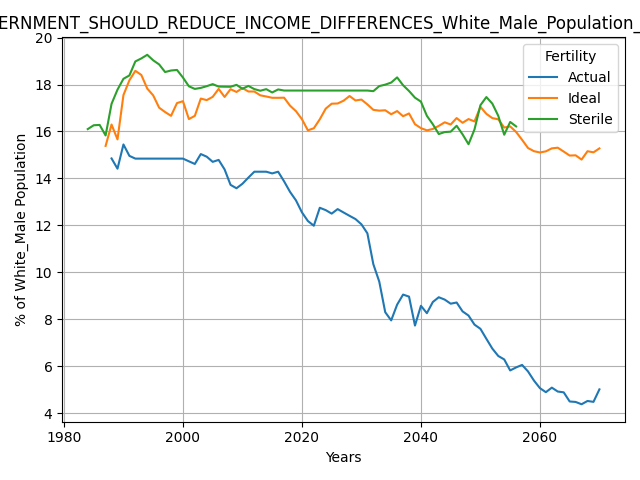 ERNMENT_SHOULD_REDUCE_INCOME_DIFFERENCES_White_Male_Population_
20
18
16
14
12
10
8
6
4
% of White_Male Population
Fertility
Actual
Ideal
Sterile
1980
2000
2020
2040
2060
Years